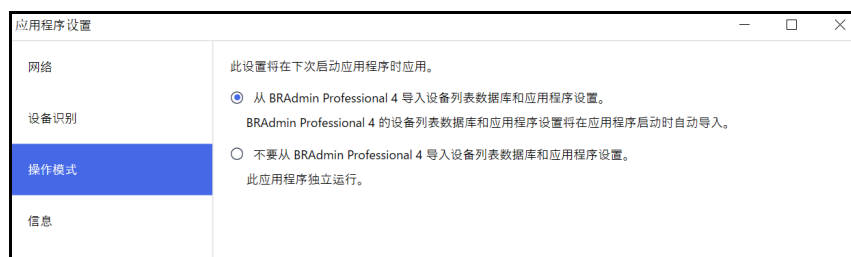 应用程序设置
网络
设备识别
操作模式
信息
此设置将在下次启动应用程序时应用。
从 BRAdmin Professional 4 导入设备列表数据库和应用程序设置。
BRAdmin Professional 4 的设备列表数据库和应用程序设置将在应用程序启动时自动导入。
不要从 BRAdmin Professional 4 导入设备列表数据库和应用程序设置。
此应用程序独立运行。